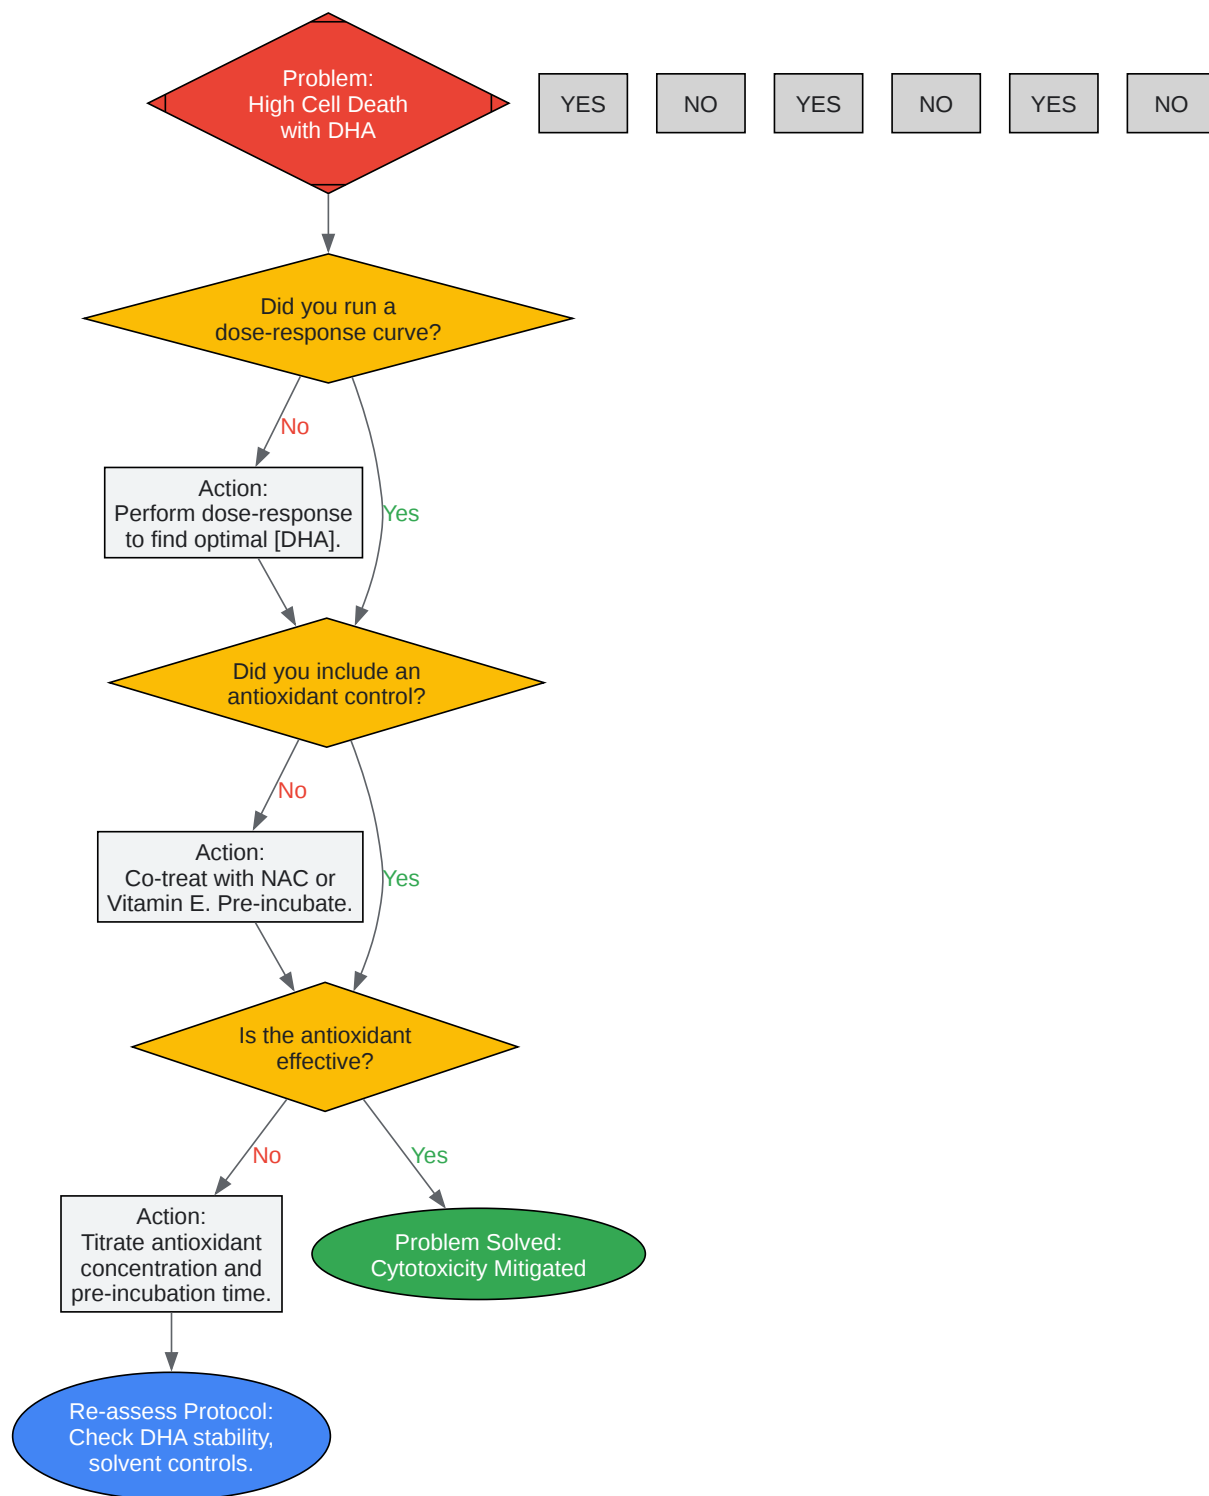 Problem:
High Cell Death
with DHA
YES
NO
YES
NO
YES
NO
Did you run a
dose-response curve?
No
Action:
Perform dose-response
to find optimal [DHA].
Yes
Did you include an
antioxidant control?
No
Action:
Co-treat with NAC or
Vitamin E. Pre-incubate.
Yes
Is the antioxidant
effective?
No
Yes
Action:
Titrate antioxidant
concentration and
pre-incubation time.
Problem Solved:
Cytotoxicity Mitigated
Re-assess Protocol:
Check DHA stability,
solvent controls.